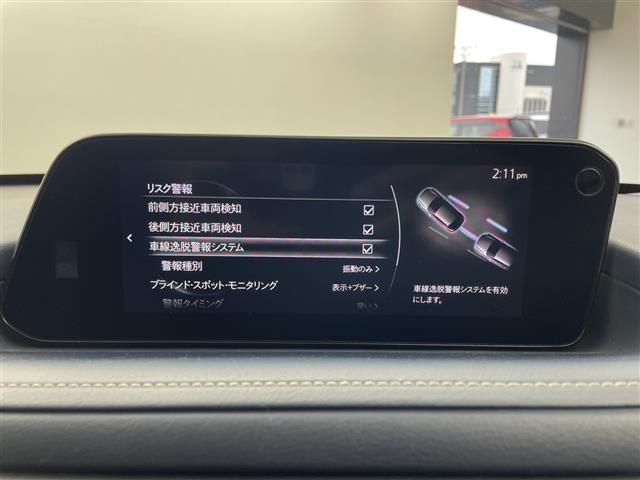 2:11pm
リスク警報
前側方接近車両検知
後側方接近車両検知
車線逸脱警報システム
警報種別 振動のみ
ブラインド・スポット・モニタリング 表示+ブザー
警報タイミング 早い
車線逸脱警報システムを有効
にします。